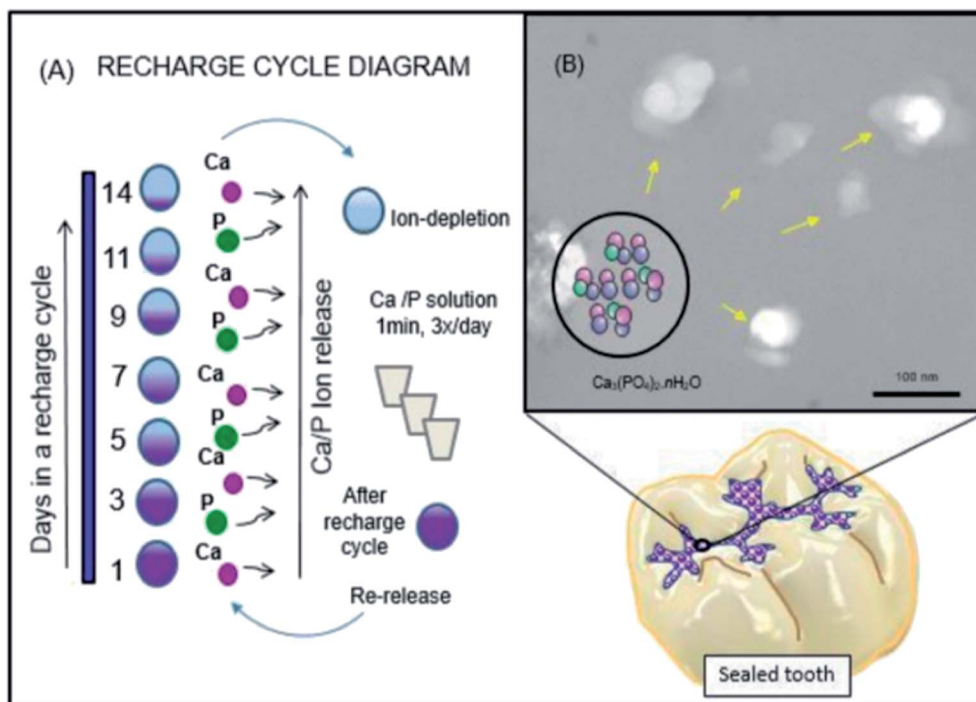 (A) RECHARGE CYCLE DIAGRAM
Days in a recharge cycle
14
11
9
7
5
3
1
Ca
P
Ca
P
Ca
P
Ca
P
Ca
Ca/P Ion release
Ion-depletion
Ca /P solution
1min, 3x/day
After
recharge
cycle
Re-release
(B)
Ca₃(PO₄)₂.nH₂O
100 nm
Sealed tooth